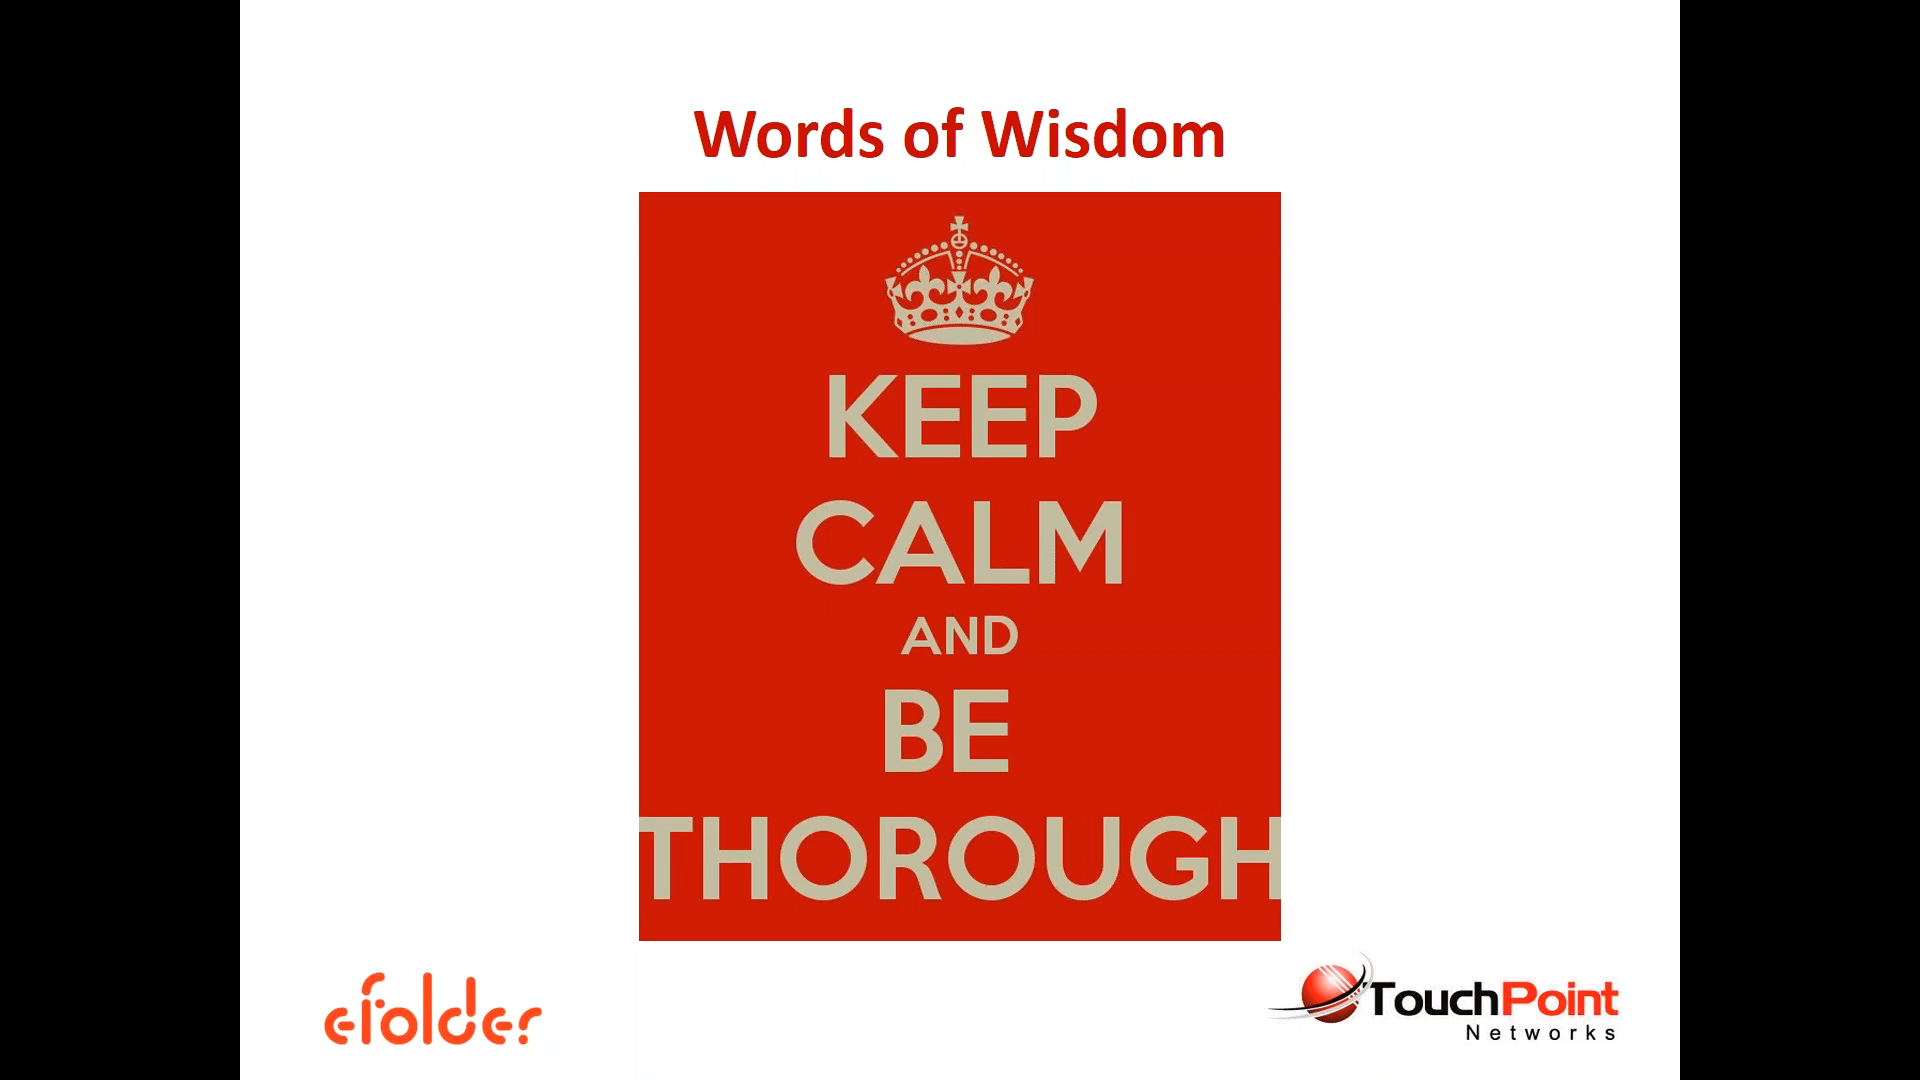 Words of Wisdom
KEEP
CALM
AND
BE
THOROUGH
efolder
TouchPoint
Networks